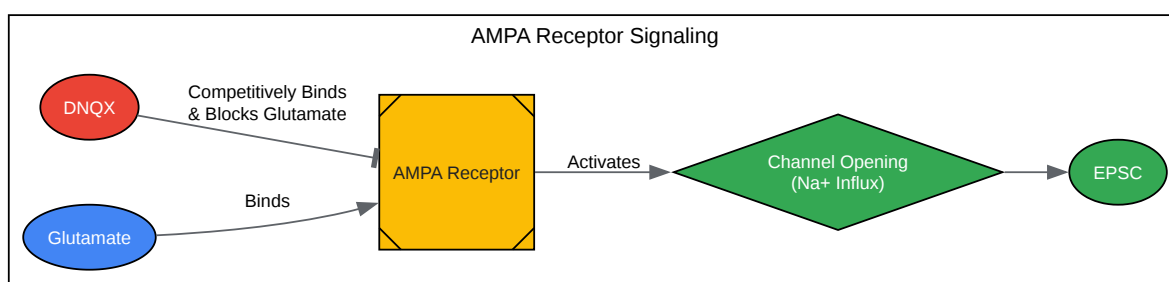 AMPA Receptor Signaling
DNQX
Competitively Binds
& Blocks Glutamate
Glutamate
Binds
AMPA Receptor
Activates
Channel Opening
(Na+ Influx)
EPSC